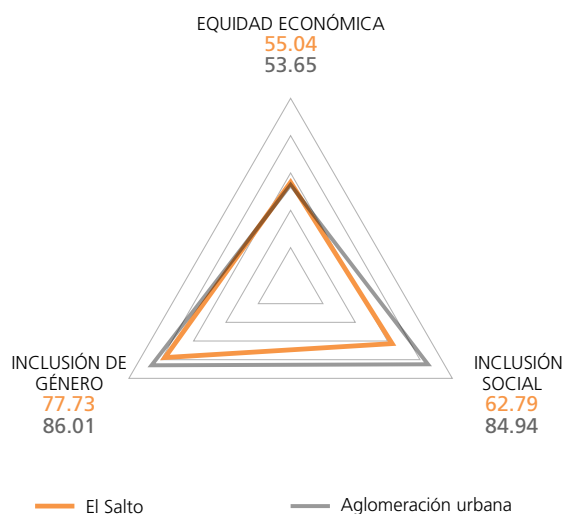 EQUIDAD ECONÓMICA
55.04
53.65
INCLUSIÓN DE
GÉNERO
77.73
86.01
INCLUSIÓN
SOCIAL
62.79
84.94
El Salto
Aglomeración urbana